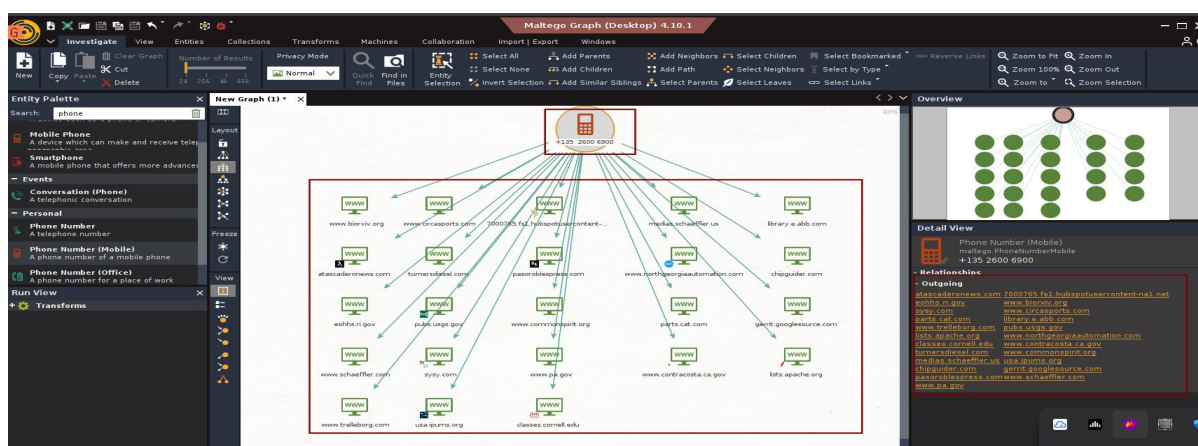 Maltego Graph (Desktop) 4.10.1
Investigate View Entities Collections Transforms Machines Collaboration Import | Export Windows
New
Copy
Paste
Clear Graph
Cut
Delete
Number of Results
24 256 4k 65k
Privacy Mode
Normal
Quick Find
Find in Files
Entity Selection
Select All
Select None
Invert Selection
Add Parents
Add Children
Add Similar Siblings
Add Neighbors
Add Path
Select Parents
Select Children
Select Neighbors
Select Leaves
Select Bookmarked
Select by Type
Select Links
Reverse Links
Zoom to Fit
Zoom 100%
Zoom to
Zoom In
Zoom Out
Zoom Selection
Entity Palette
Search: phone
Mobile Phone
A device which can make and receive telep
geographic area
Smartphone
A mobile phone that offers more advanced
Events
Conversation (Phone)
A telephonic conversation
Personal
Phone Number
A telephone number
Phone Number (Mobile)
A phone number of a mobile phone
Phone Number (Office)
A phone number for a place of work
Run View
Transforms
New Graph (1) *
Layout
Freeze
View
80%
+135 2600 6900
www.biorxiv.org www.circasports.com 7000765.fs1.hubspotusercontent-... medias.schaeffler.us library.e.abb.com
atascaderonews.com turnersdiesel.com pasoroblespress.com www.northgeorgiaautomation.com chipguider.com
eohhs.ri.gov pubs.usgs.gov www.commonspirit.org parts.cat.com gerrit.googlesource.com
www.schaeffler.com sysy.com www.pa.gov www.contracosta.ca.gov lists.apache.org
www.trelleborg.com usa.ipums.org classes.cornell.edu
Overview
Detail View
Phone Number (Mobile)
maltego.PhoneNumberMobile
+135 2600 6900
- Relationships
- Outgoing
atascaderonews.com 7000765.fs1.hubspotusercontent-na1.net
eohhs.ri.gov www.biorxiv.org
sysy.com www.circasports.com
parts.cat.com library.e.abb.com
www.trelleborg.com pubs.usgs.gov
lists.apache.org www.northgeorgiaautomation.com
classes.cornell.edu www.contracosta.ca.gov
turnersdiesel.com www.commonspirit.org
medias.schaeffler.us usa.ipums.org
chipguider.com gerrit.googlesource.com
pasoroblespress.com www.schaeffler.com
www.pa.gov